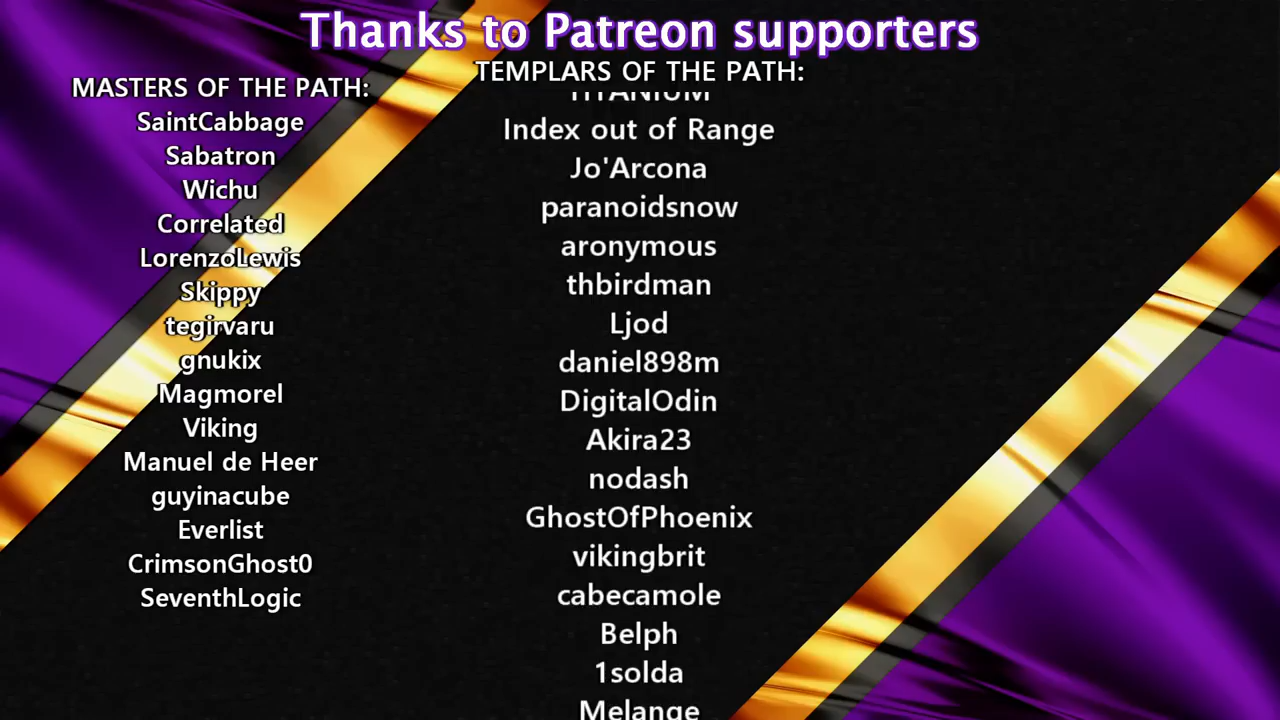 Thanks to Patreon supporters
MASTERS OF THE PATH:
SaintCabbage
Sabatron
Wichu
Correlated
LorenzoLewis
Skippy
tegirvaru
gnukix
Magmorel
Viking
Manuel de Heer
guyinacube
Everlist
CrimsonGhost0
SeventhLogic
TEMPLARS OF THE PATH:
TITANIUM
Index out of Range
Jo'Arcona
paranoidsnow
aronymous
thbirdman
Ljod
daniel898m
DigitalOdin
Akira23
nodash
GhostOfPhoenix
vikingbrit
cabecamole
Belph
1solda
Melange